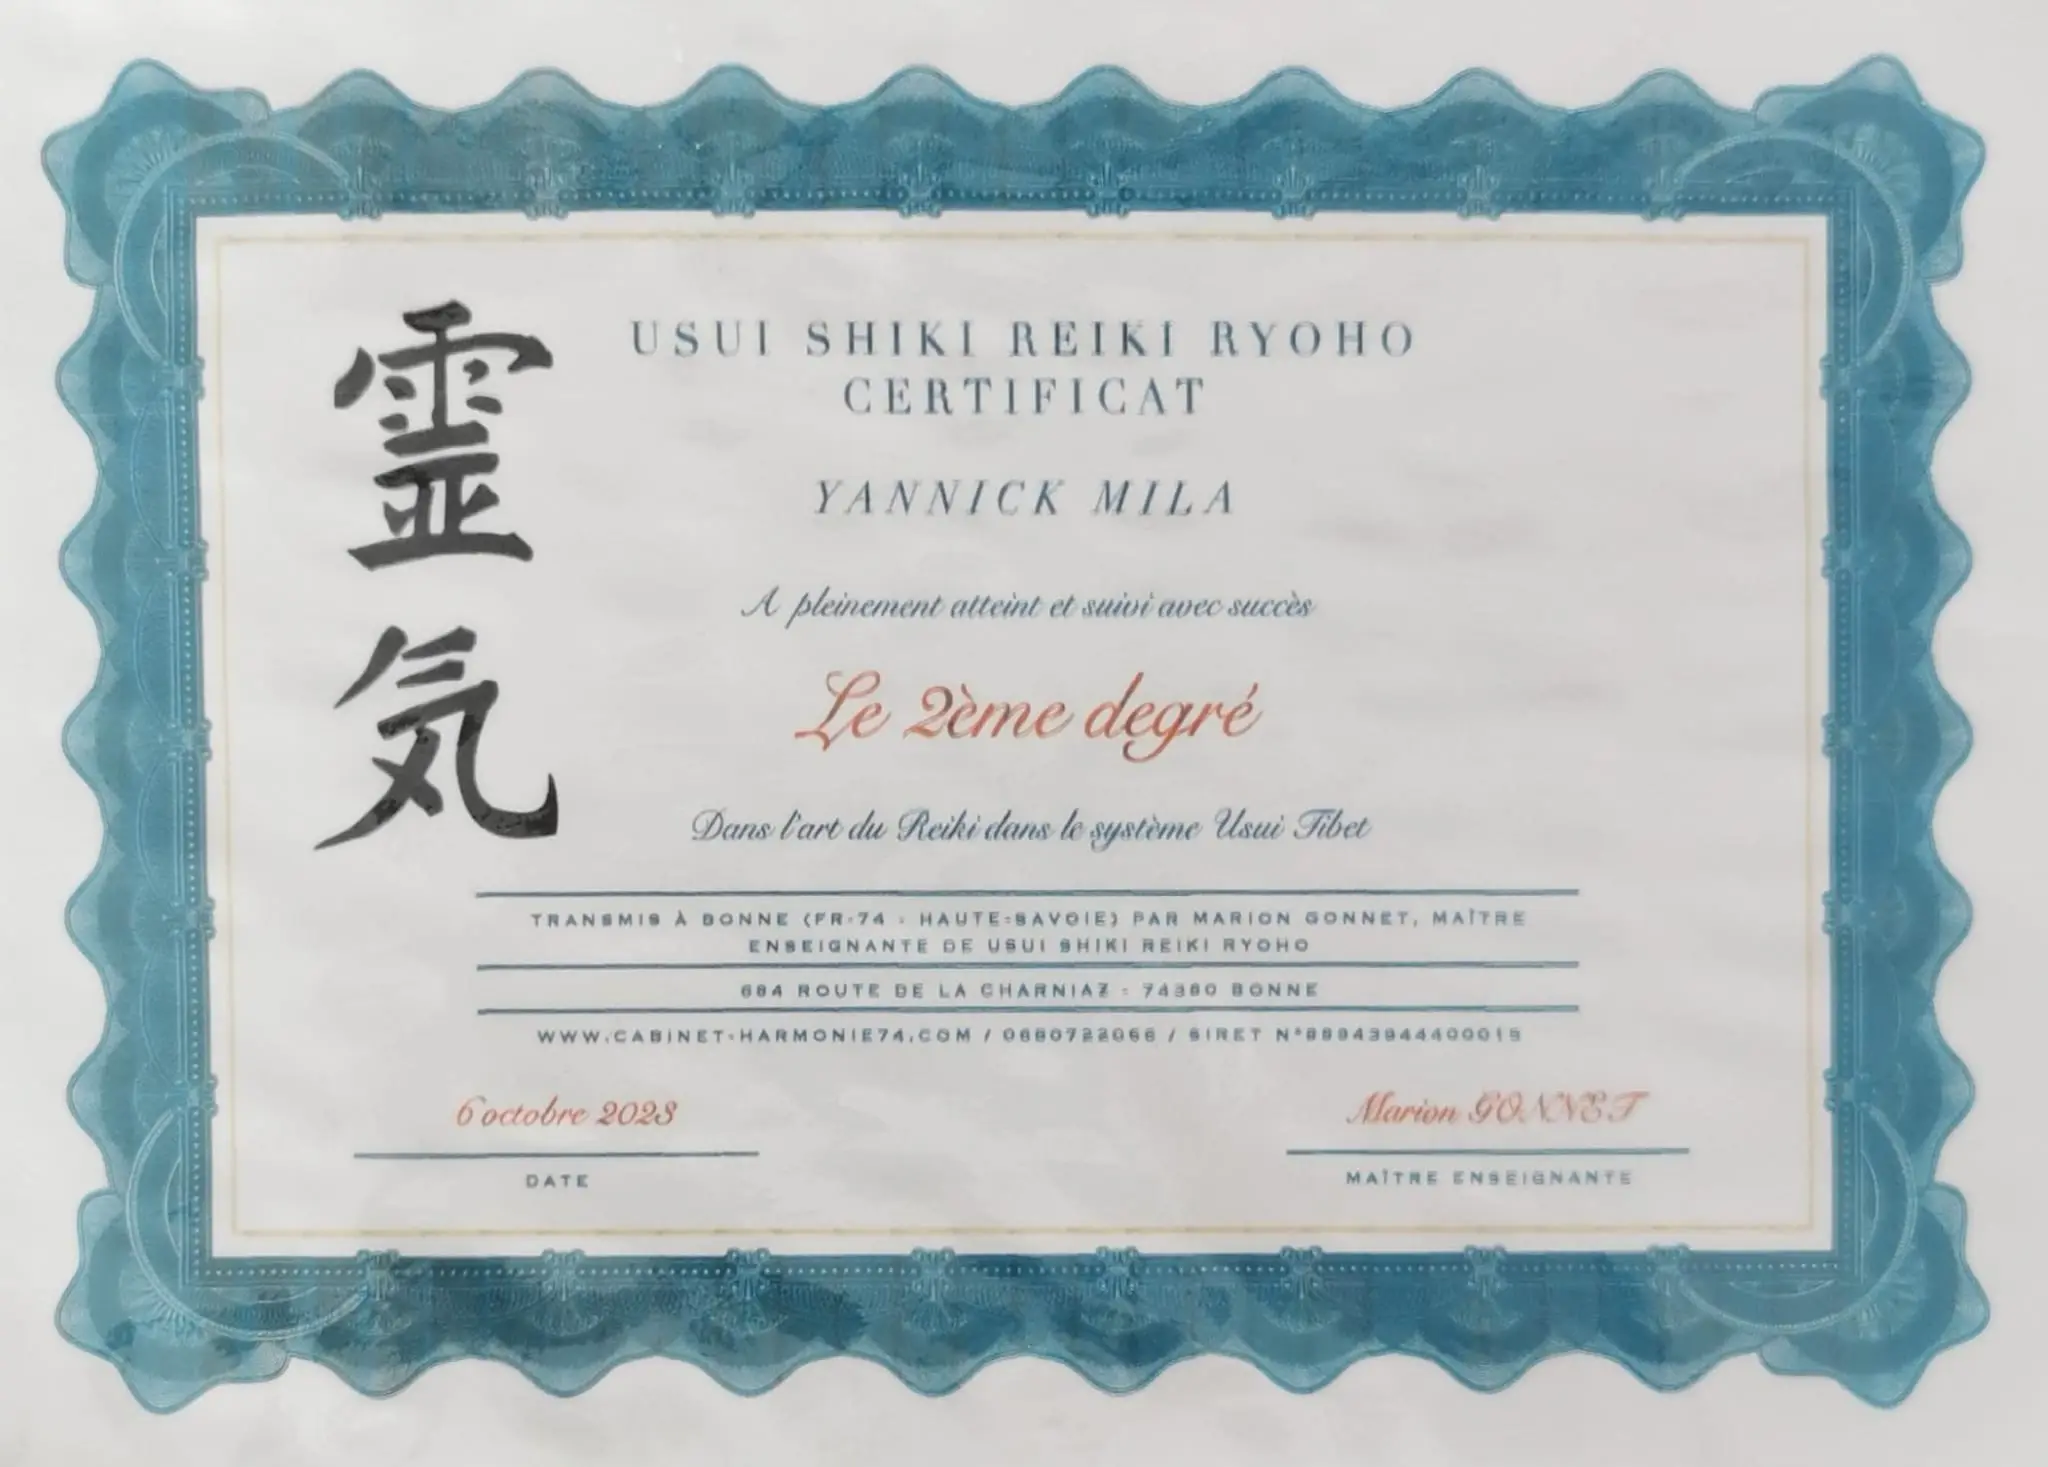 靈
気
USUI SHIKI REIKI RYOHO
CERTIFICAT
YANNICK MILA
A pleinement atteint et suivi avec succès
Le 2ème degré
Dans l'art du Reiki dans le système Usui Tibet
TRANSMIS À BONNE (FR-74 - HAUTE-SAVOIE) PAR MARION GONNET, MAÎTRE
ENSEIGNANTE DE USUI SHIKI REIKI RYOHO
684 ROUTE DE LA CHARNIAZ - 74380 BONNE
WWW.CABINET-HARMONIE74.COM / / SIRET
6 octobre 2023
DATE
Marion GONNET
MAÎTRE ENSEIGNANTE